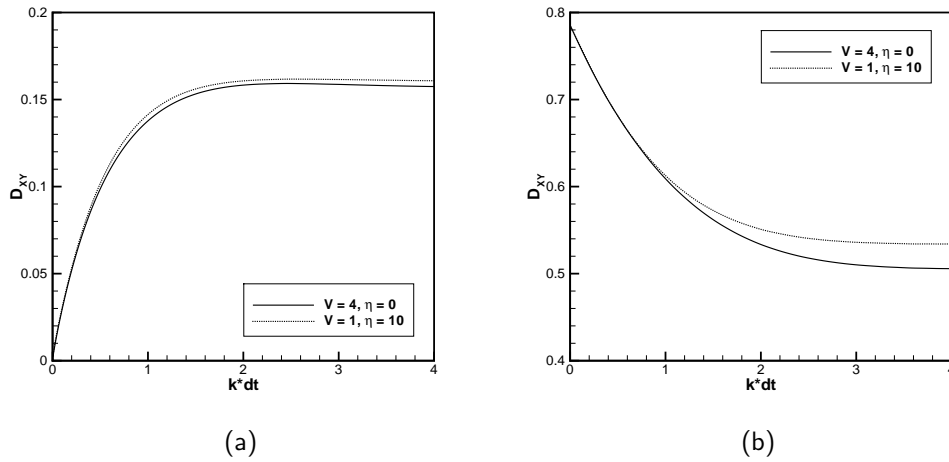 0.2
0.15
0.1
0.05
0
D_XY
V = 4, η = 0
V = 1, η = 10
0 1 2 3 4
k*dt
(a)
0.8
0.7
0.6
0.5
0.4
D_XY
V = 4, η = 0
V = 1, η = 10
0 1 2 3 4
k*dt
(b)